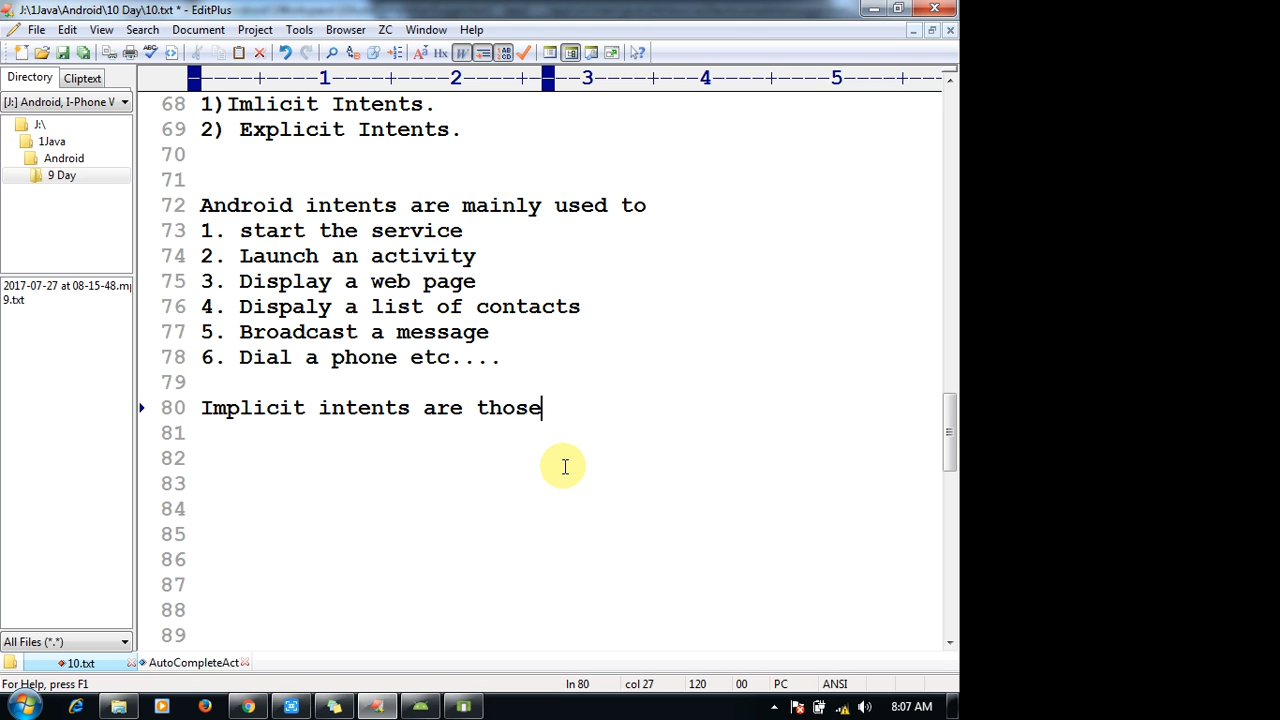 J:\1Java\Android\10 Day\10.txt * - EditPlus
File Edit View Search Document Project Tools Browser ZC Window Help
Directory Cliptext
[J:] Android, I-Phone
J:\
1Java
Android
9 Day
2017-07-27 at 08-15-48.mp
9.txt
All Files (*.*)
----+----1----+----2----+----3----+----4----+----5----+--
68 1)Imlicit Intents.
69 2) Explicit Intents.
70
71
72 Android intents are mainly used to
73 1. start the service
74 2. Launch an activity
75 3. Display a web page
76 4. Dispaly a list of contacts
77 5. Broadcast a message
78 6. Dial a phone etc....
79
80 Implicit intents are those
81
82
83
84
85
86
87
88
89
10.txt AutoCompleteAct
For Help, press F1 ln 80 col 27 120 00 PC ANSI
8:07 AM